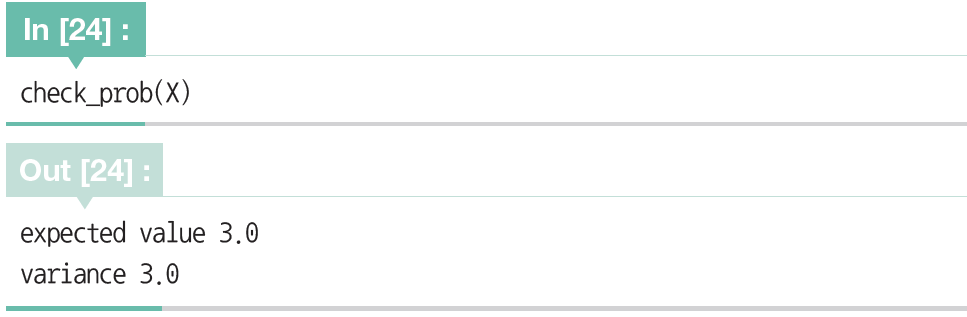 In [24] :
check_prob(X)
Out [24] :
expected value 3.0
variance 3.0